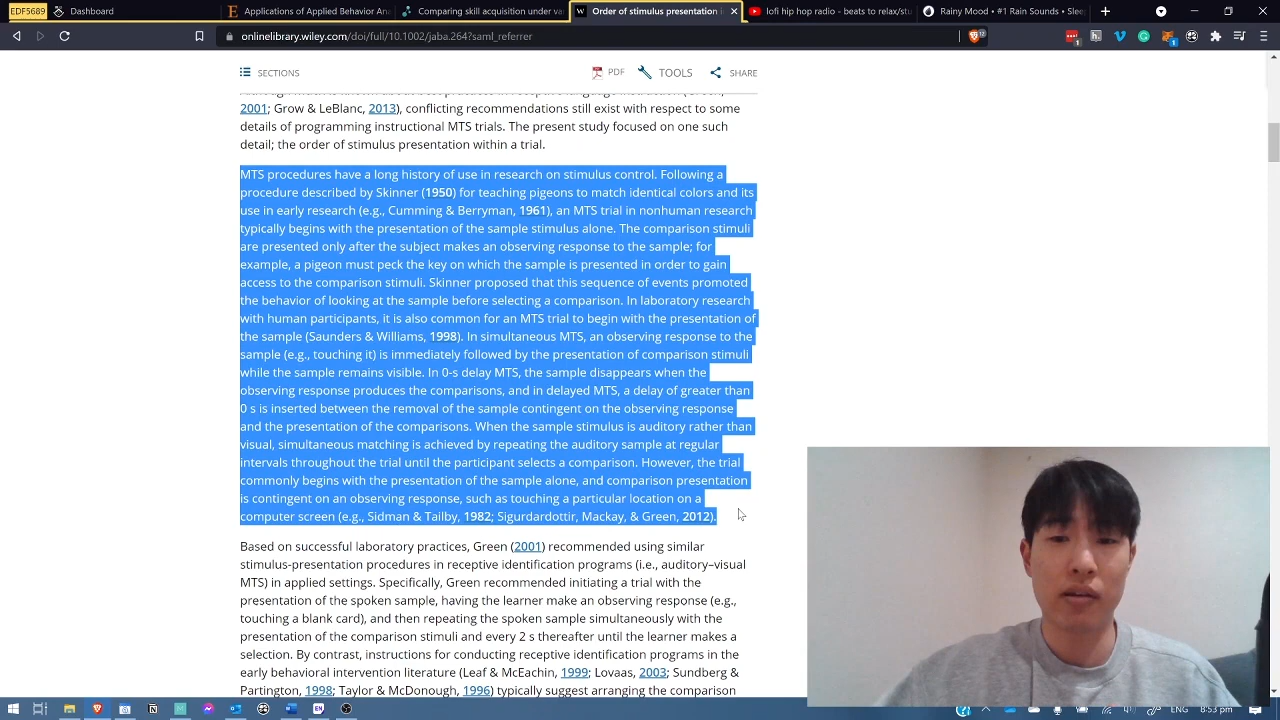 EDF5689
Applications of Applied Behavior Ana
Comparing skill acquisition under var
Order of stimulus presentation i
lofi hip hop radio - beats to relax/stu
Rainy Mood • #1 Rain Sounds • Slee
onlinelibrary.wiley.com/doi/full/10.1002/jaba.264?saml_referrer
SECTIONS
PDF
TOOLS
SHARE
2001; Grow & LeBlanc, 2013), conflicting recommendations still exist with respect to some
details of programming instructional MTS trials. The present study focused on one such
detail; the order of stimulus presentation within a trial.
MTS procedures have a long history of use in research on stimulus control. Following a
procedure described by Skinner (1950) for teaching pigeons to match identical colors and its
use in early research (e.g., Cumming & Berryman, 1961), an MTS trial in nonhuman research
typically begins with the presentation of the sample stimulus alone. The comparison stimuli
are presented only after the subject makes an observing response to the sample; for
example, a pigeon must peck the key on which the sample is presented in order to gain
access to the comparison stimuli. Skinner proposed that this sequence of events promoted
the behavior of looking at the sample before selecting a comparison. In laboratory research
with human participants, it is also common for an MTS trial to begin with the presentation of
the sample (Saunders & Williams, 1998). In simultaneous MTS, an observing response to the
sample (e.g., touching it) is immediately followed by the presentation of comparison stimuli
while the sample remains visible. In 0-s delay MTS, the sample disappears when the
observing response produces the comparisons, and in delayed MTS, a delay of greater than
0 s is inserted between the removal of the sample contingent on the observing response
and the presentation of the comparisons. When the sample stimulus is auditory rather than
visual, simultaneous matching is achieved by repeating the auditory sample at regular
intervals throughout the trial until the participant selects a comparison. However, the trial
commonly begins with the presentation of the sample alone, and comparison presentation
is contingent on an observing response, such as touching a particular location on a
computer screen (e.g., Sidman & Tailby, 1982; Sigurdardottir, Mackay, & Green, 2012).
Based on successful laboratory practices, Green (2001) recommended using similar
stimulus-presentation procedures in receptive identification programs (i.e., auditory–visual
MTS) in applied settings. Specifically, Green recommended initiating a trial with the
presentation of the spoken sample, having the learner make an observing response (e.g.,
touching a blank card), and then repeating the spoken sample simultaneously with the
presentation of the comparison stimuli and every 2 s thereafter until the learner makes a
selection. By contrast, instructions for conducting receptive identification programs in the
early behavioral intervention literature (Leaf & McEachin, 1999; Lovaas, 2003; Sundberg &
Partington, 1998; Taylor & McDonough, 1996) typically suggest arranging the comparison
ENG
8:53 PM